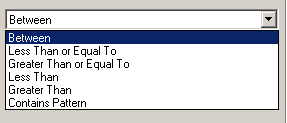 Between
Between
Less Than or Equal To
Greater Than or Equal To
Less Than
Greater Than
Contains Pattern